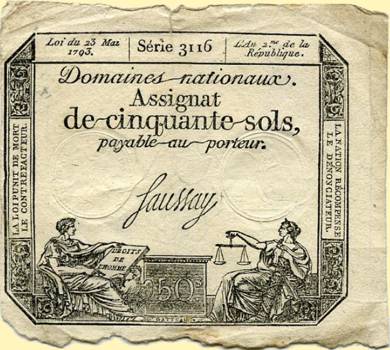 Loi du 23 Mai
1793.
Série 3116
L'An 2.me de la
République.
Domaines nationaux.
Assignat
de cinquante sols,
payable au porteur.
LA LOI PUNIT DE MORT
LE CONTREFACTEUR.
LA NATION RÉCOMPENSE
LE DÉNONCIATEUR.
Saussay
DROITS
DE
L'HOMME
50s